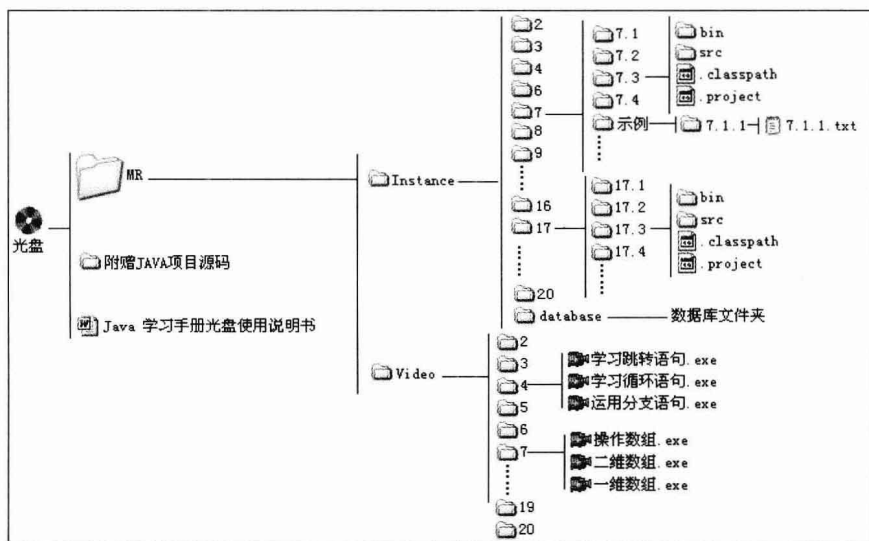 光盘
MR
附赠JAVA项目源码
Java 学习手册光盘使用说明书
Instance
2
3
4
6
7
8
9
16
17
20
database
数据库文件夹
7.1
7.2
7.3
7.4
示例
bin
src
.classpath
.project
7.1.1
7.1.1.txt
17.1
17.2
17.3
17.4
bin
src
.classpath
.project
Video
2
3
4
5
6
7
19
20
学习跳转语句.exe
学习循环语句.exe
运用分支语句.exe
操作数组.exe
二维数组.exe
一维数组.exe